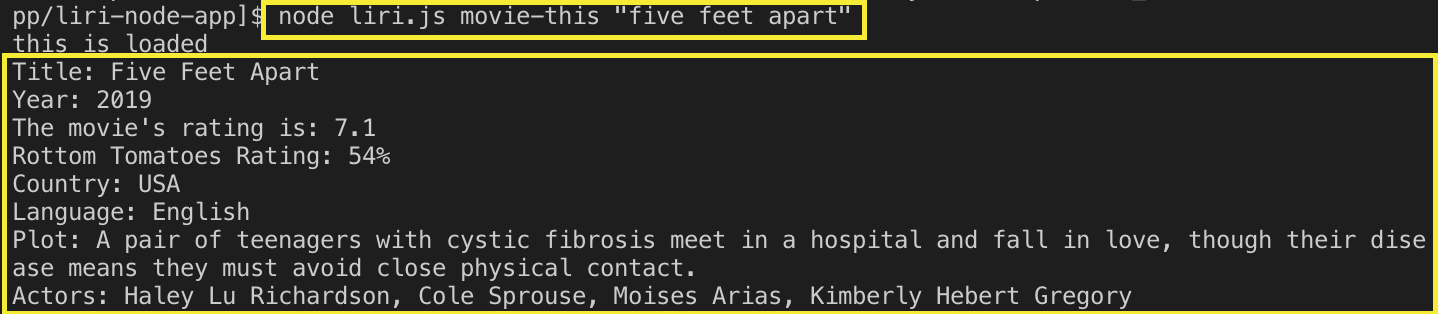 pp/liri-node-app]$ node liri.js movie-this "five feet apart"
this is loaded
Title: Five Feet Apart
Year: 2019
The movie's rating is: 7.1
Rottom Tomatoes Rating: 54%
Country: USA
Language: English
Plot: A pair of teenagers with cystic fibrosis meet in a hospital and fall in love, though their dise
ase means they must avoid close physical contact.
Actors: Haley Lu Richardson, Cole Sprouse, Moises Arias, Kimberly Hebert Gregory